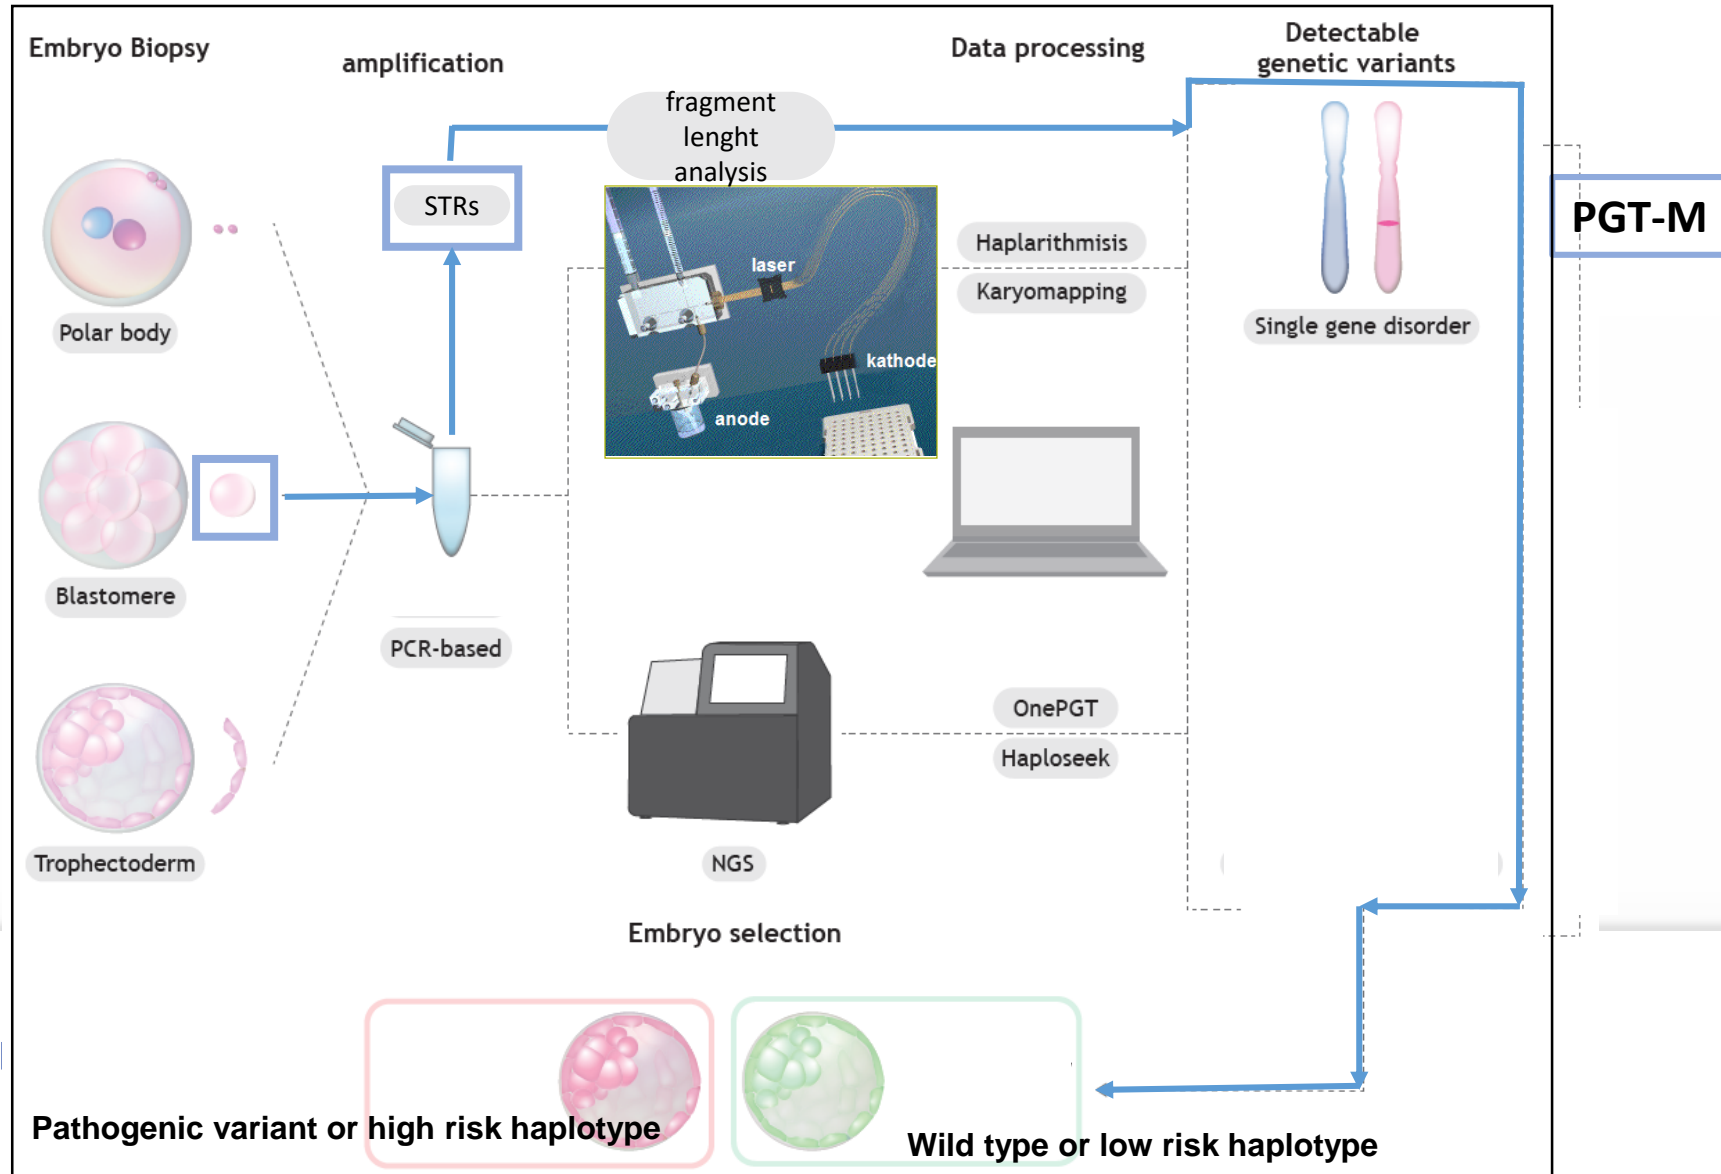 Embryo Biopsy
amplification
Data processing
Detectable
genetic variants
fragment
lenght
analysis
STRs
PGT-M
laser
kathode
anode
Haplarithmisis
Karyomapping
Single gene disorder
Polar body
Blastomere
PCR-based
OnePGT
Haploseek
Trophectoderm
NGS
Embryo selection
Pathogenic variant or high risk haplotype
Wild type or low risk haplotype